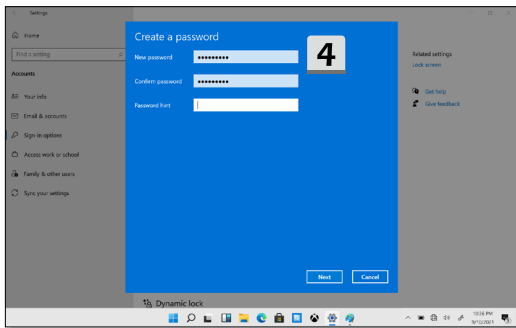 Settings
Home
Find a setting
Accounts
Your info
Email & accounts
Sign-in options
Access work or school
Family & other users
Sync your settings
Create a password
New password
•••••••••
Confirm password
•••••••••
Password hint
4
Next
Cancel
Related settings
Lock screen
Get help
Give feedback
Dynamic lock
10:36 PM
9/10/2021